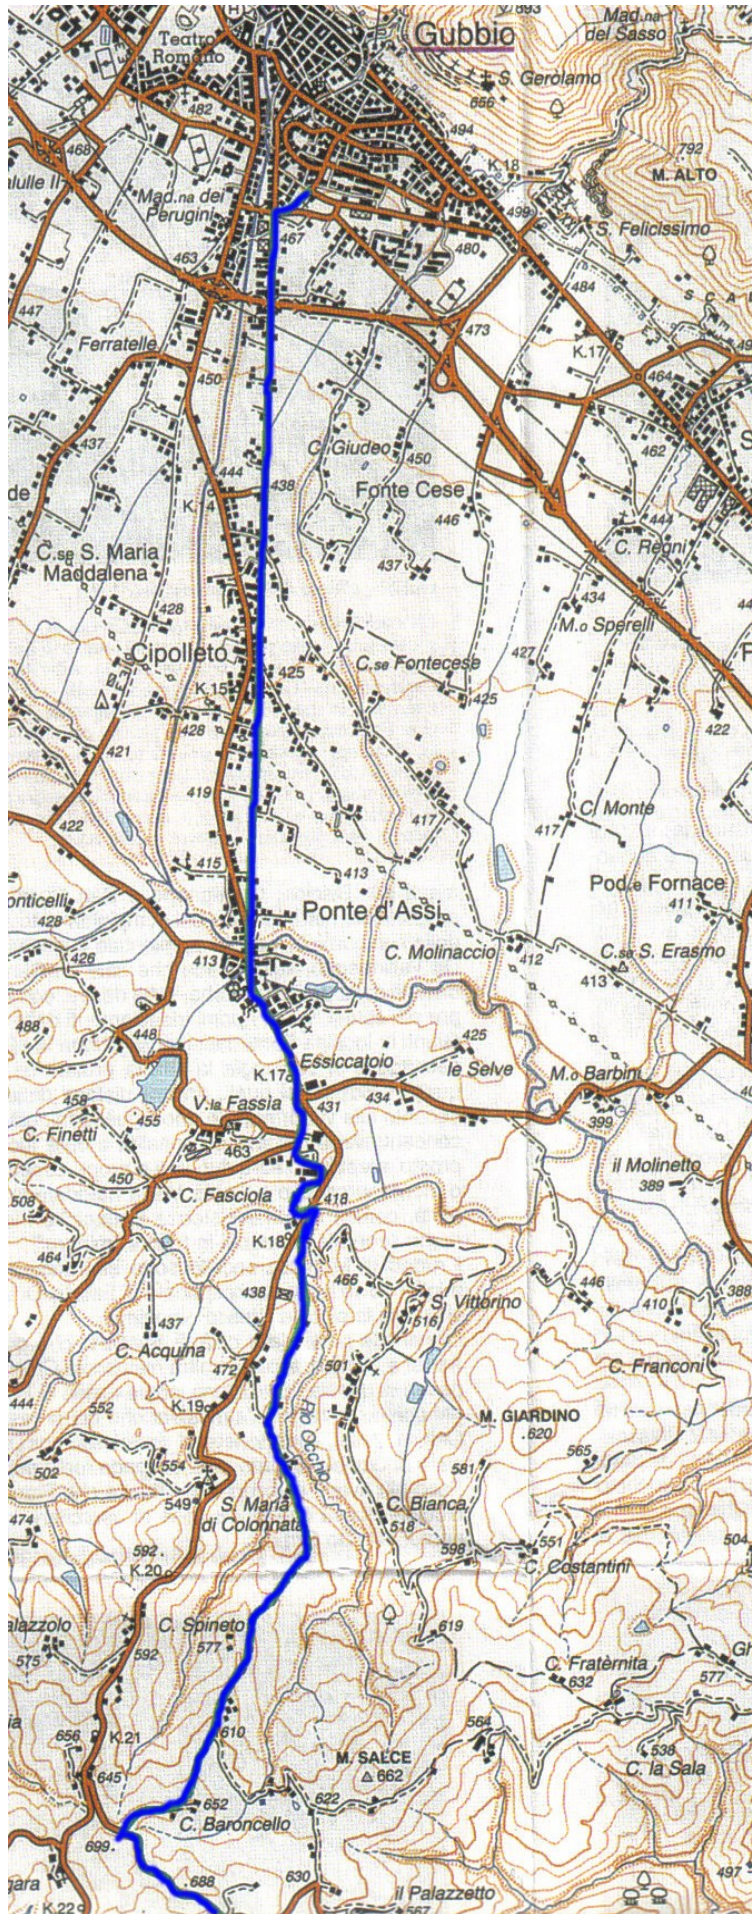 893
Mad.na
del Sasso
(H)
Gubbio
Teatro
Romano
S. Gerolamo
656
482
494
468
K.18
792
M. ALTO
Mad.na dei
Perugini
499
S. Felicissimo
467
480
463
484
447
473
K.17
Ferratelle
450
464
437
C. Giudeo
450
462
444
438
Fonte Cese
446
444
C. Regni
C.se S. Maria
Maddalena
437
434
428
M.o Sperelli
Cipolleto
C.se Fontecese
427
425
K.15
425
428
422
421
419
422
417
C. Monte
417
415
413
Pod.e Fornace
411
onticelli
428
Ponte d'Assi
426
413
C. Molinaccio
412
C.se S. Erasmo
413
488
448
425
Essiccatoio
le Selve
K.17
M.o Barbini
458
455
V.la Fassia
431
434
399
C. Finetti
463
450
C. Fasciola
il Molinetto
389
508
418
K.18
464
466
446
388
438
S. Vittorino
516
410
437
C. Acquina
501
472
C. Franconi
444
K.19
552
Rio Occhio
M. GIARDINO
620
502
554
581
565
549
S. Maria
di Colonnata
C. Bianca
518
474
592
598
551
504
K.20
C. Costantini
alazzolo
575
C. Spineto
577
619
592
C. Fratèrnita
632
577
656
K.21
610
564
645
M. SALCE
662
538
C. la Sala
652
622
C. Baroncello
699
688
630
497
gara
K.22
il Palazzetto
567